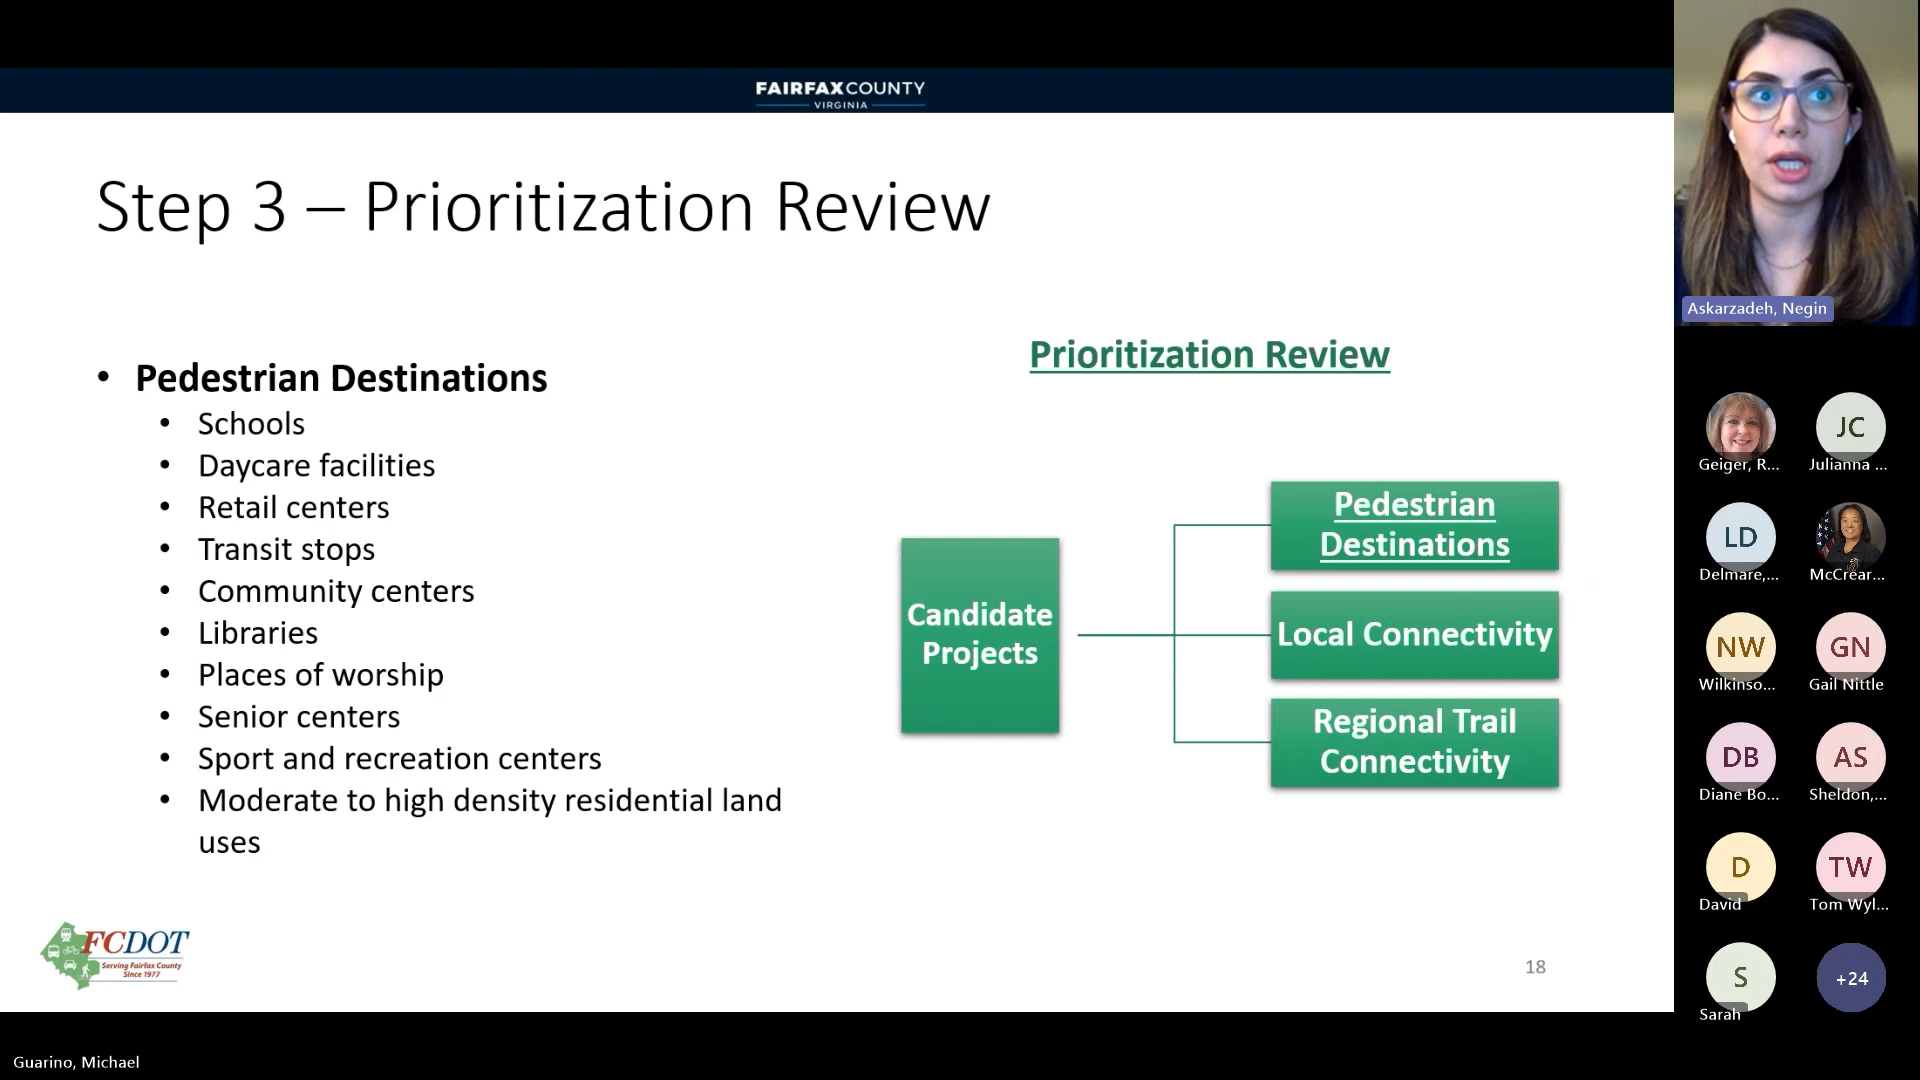 FAIRFAX COUNTY
VIRGINIA
Step 3 – Prioritization Review
• Pedestrian Destinations
• Schools
• Daycare facilities
• Retail centers
• Transit stops
• Community centers
• Libraries
• Places of worship
• Senior centers
• Sport and recreation centers
• Moderate to high density residential land
uses
Prioritization Review
Candidate
Projects
Pedestrian
Destinations
Local Connectivity
Regional Trail
Connectivity
FCDOT
Serving Fairfax County
Since 1977
18
Guarino, Michael
Askarzadeh, Negin
Geiger, R...
JC
Julianna ...
LD
Delmare,...
McCrear...
NW
Wilkinso...
GN
Gail Nittle
DB
Diane Bo...
AS
Sheldon,...
D
David
TW
Tom Wyl...
S
Sarah
+24